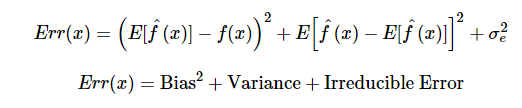 Err(x) = (E[f̂(x)] − f(x))² + E[f̂(x) − E[f̂(x)]]² + σₑ²
Err(x) = Bias² + Variance + Irreducible Error